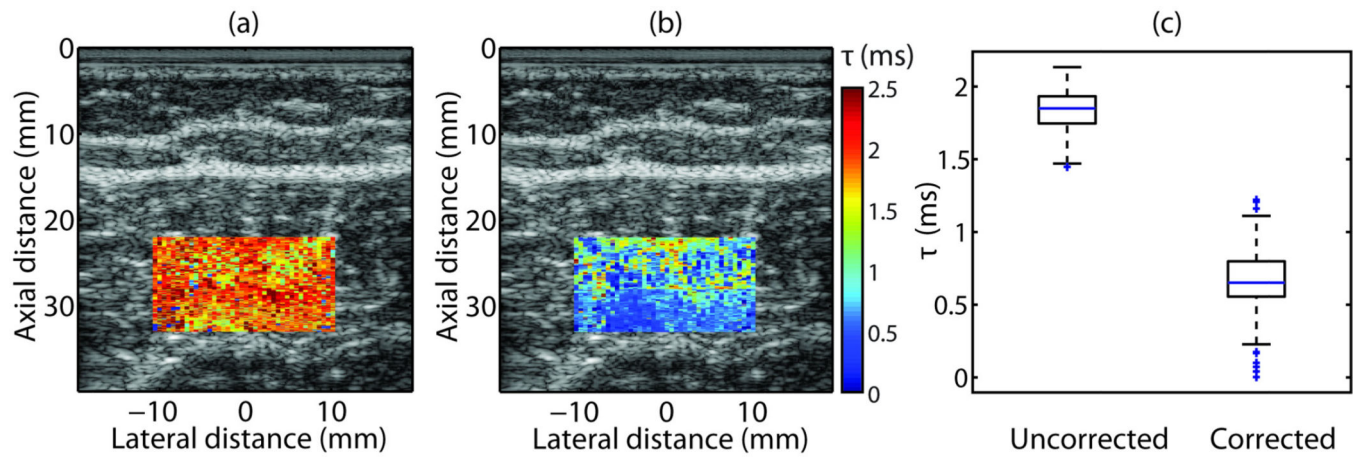 (a)
(b)
(c)
0
10
20
30
Axial distance (mm)
−10 0 10
Lateral distance (mm)
0
10
20
30
Axial distance (mm)
−10 0 10
Lateral distance (mm)
τ (ms)
2.5
2
1.5
1
0.5
0
2
1.5
1
0.5
0
τ (ms)
Uncorrected Corrected